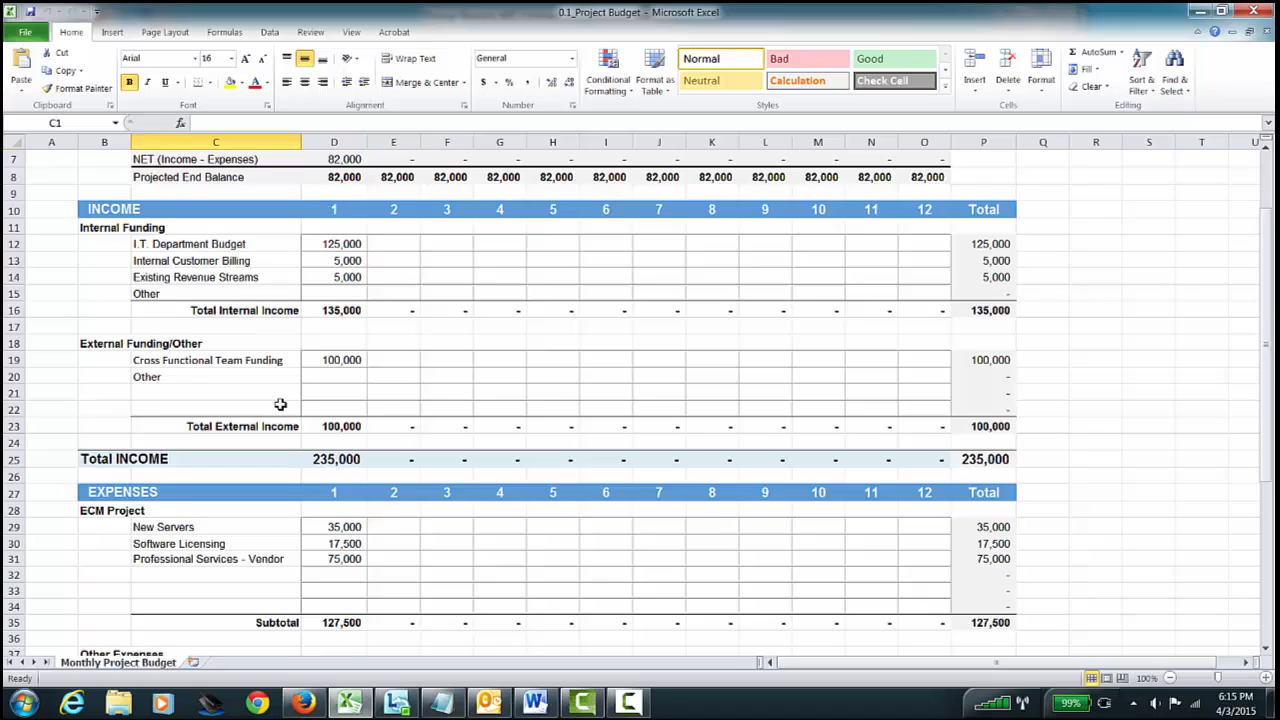 0.1_Project Budget - Microsoft Excel
File Home Insert Page Layout Formulas Data Review View Acrobat
Cut Arial 16 Wrap Text General Normal Bad Good AutoSum
Paste Copy Conditional Formatting Format as Table Insert Delete Format Fill Sort & Filter Find & Select
Format Painter Merge & Center Neutral Calculation Check Cell Clear
Clipboard Font Alignment Number Styles Cells Editing
C1 fx
A B C D E F G H I J K L M N O P Q R S T U
7 NET (Income - Expenses) 82,000 - - - - - - - - - - -
8 Projected End Balance 82,000 82,000 82,000 82,000 82,000 82,000 82,000 82,000 82,000 82,000 82,000 82,000
9
10 INCOME 1 2 3 4 5 6 7 8 9 10 11 12 Total
11 Internal Funding
12 I.T. Department Budget 125,000 125,000
13 Internal Customer Billing 5,000 5,000
14 Existing Revenue Streams 5,000 5,000
15 Other -
16 Total Internal Income 135,000 - - - - - - - - - - - 135,000
17
18 External Funding/Other
19 Cross Functional Team Funding 100,000 100,000
20 Other -
21 -
22 -
23 Total External Income 100,000 - - - - - - - - - - - 100,000
24
25 Total INCOME 235,000 - - - - - - - - - - - 235,000
26
27 EXPENSES 1 2 3 4 5 6 7 8 9 10 11 12 Total
28 ECM Project
29 New Servers 35,000 35,000
30 Software Licensing 17,500 17,500
31 Professional Services - Vendor 75,000 75,000
32 -
33 -
34 -
35 Subtotal 127,500 - - - - - - - - - - - 127,500
36
37 Other Expenses
Monthly Project Budget
Ready 100%
99% 6:15 PM
4/3/2015